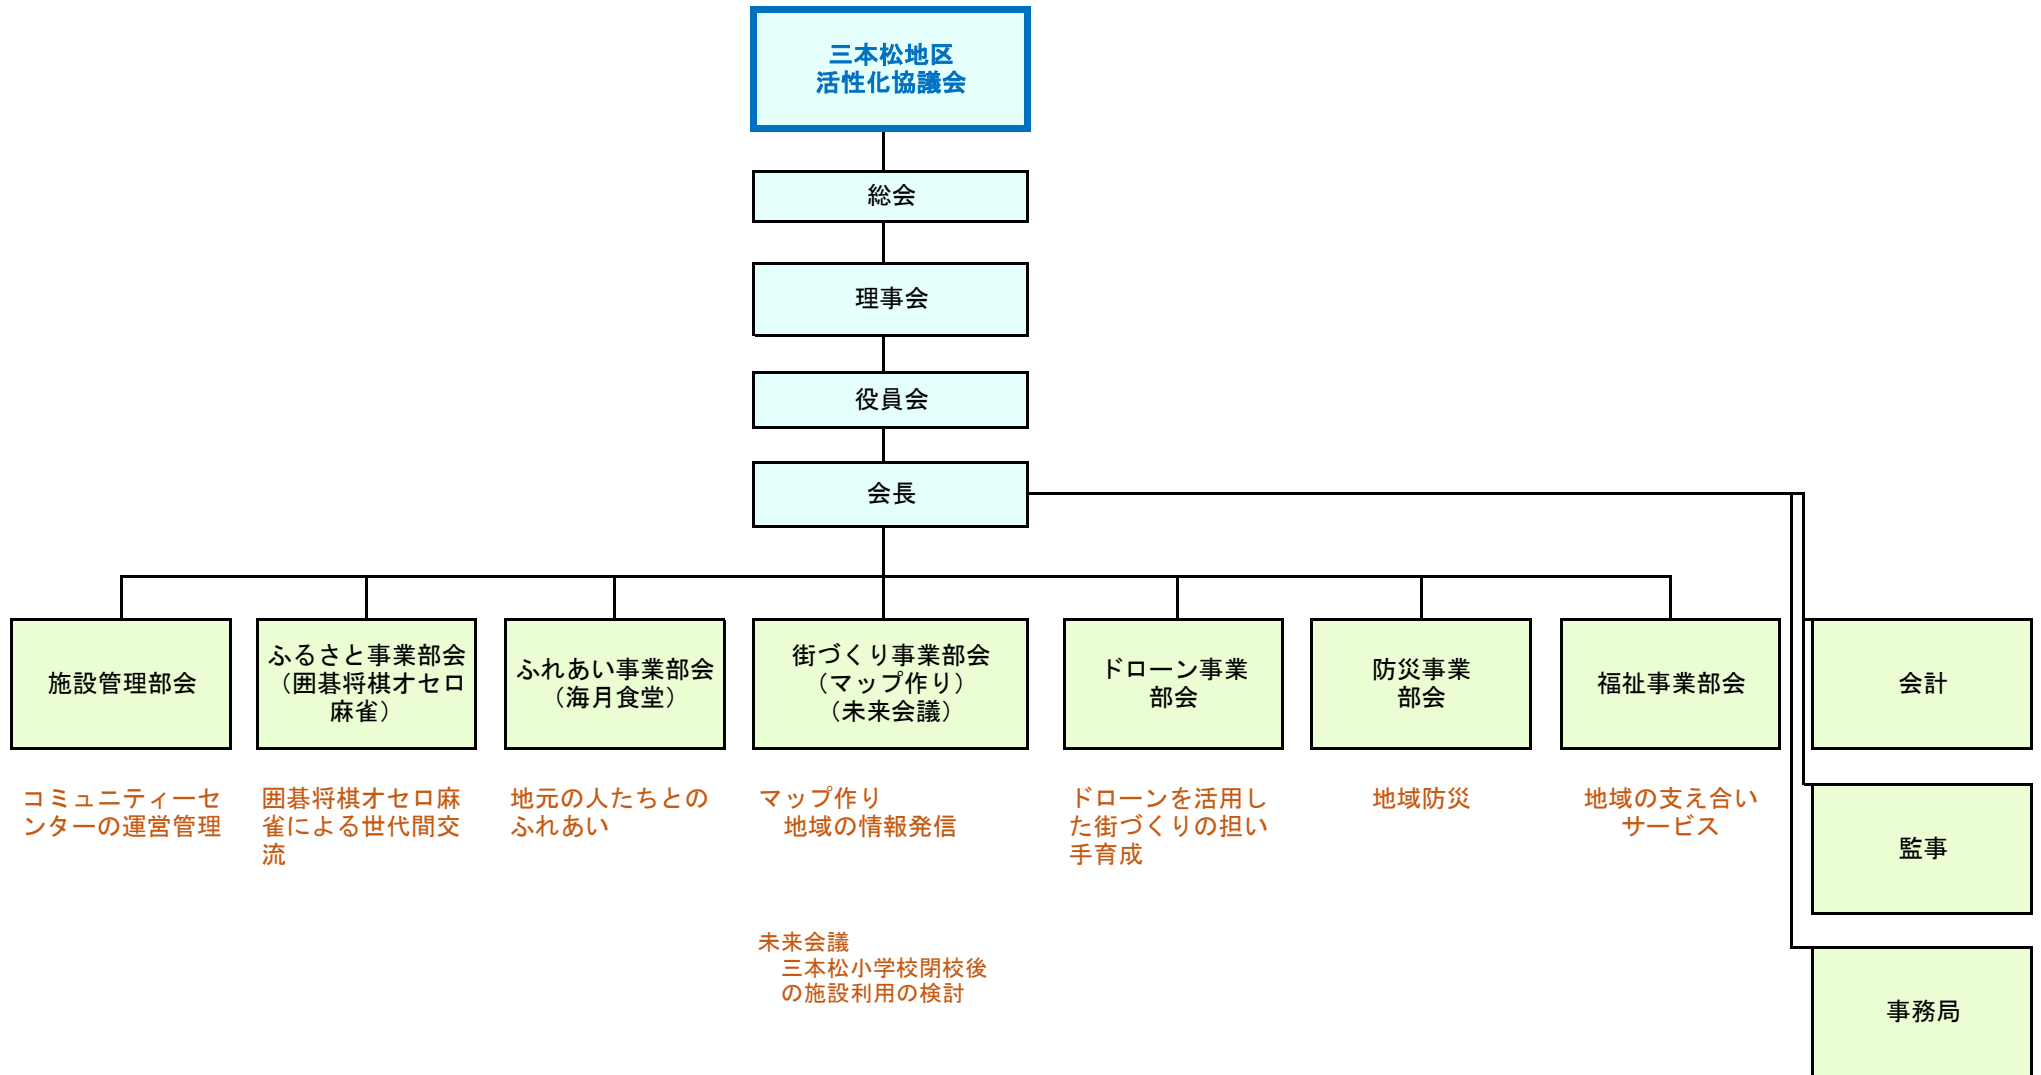 三本松地区
活性化協議会
総会
理事会
役員会
会長
施設管理部会
ふるさと事業部会
（囲碁将棋オセロ
麻雀）
ふれあい事業部会
（海月食堂）
街づくり事業部会
（マップ作り）
（未来会議）
ドローン事業
部会
防災事業
部会
福祉事業部会
会計
コミュニティーセ
ンターの運営管理
囲碁将棋オセロ麻
雀による世代間交
流
地元の人たちとの
ふれあい
マップ作り
地域の情報発信
未来会議
三本松小学校閉校後
の施設利用の検討
ドローンを活用し
た街づくりの担い
手育成
地域防災
地域の支え合い
サービス
監事
事務局